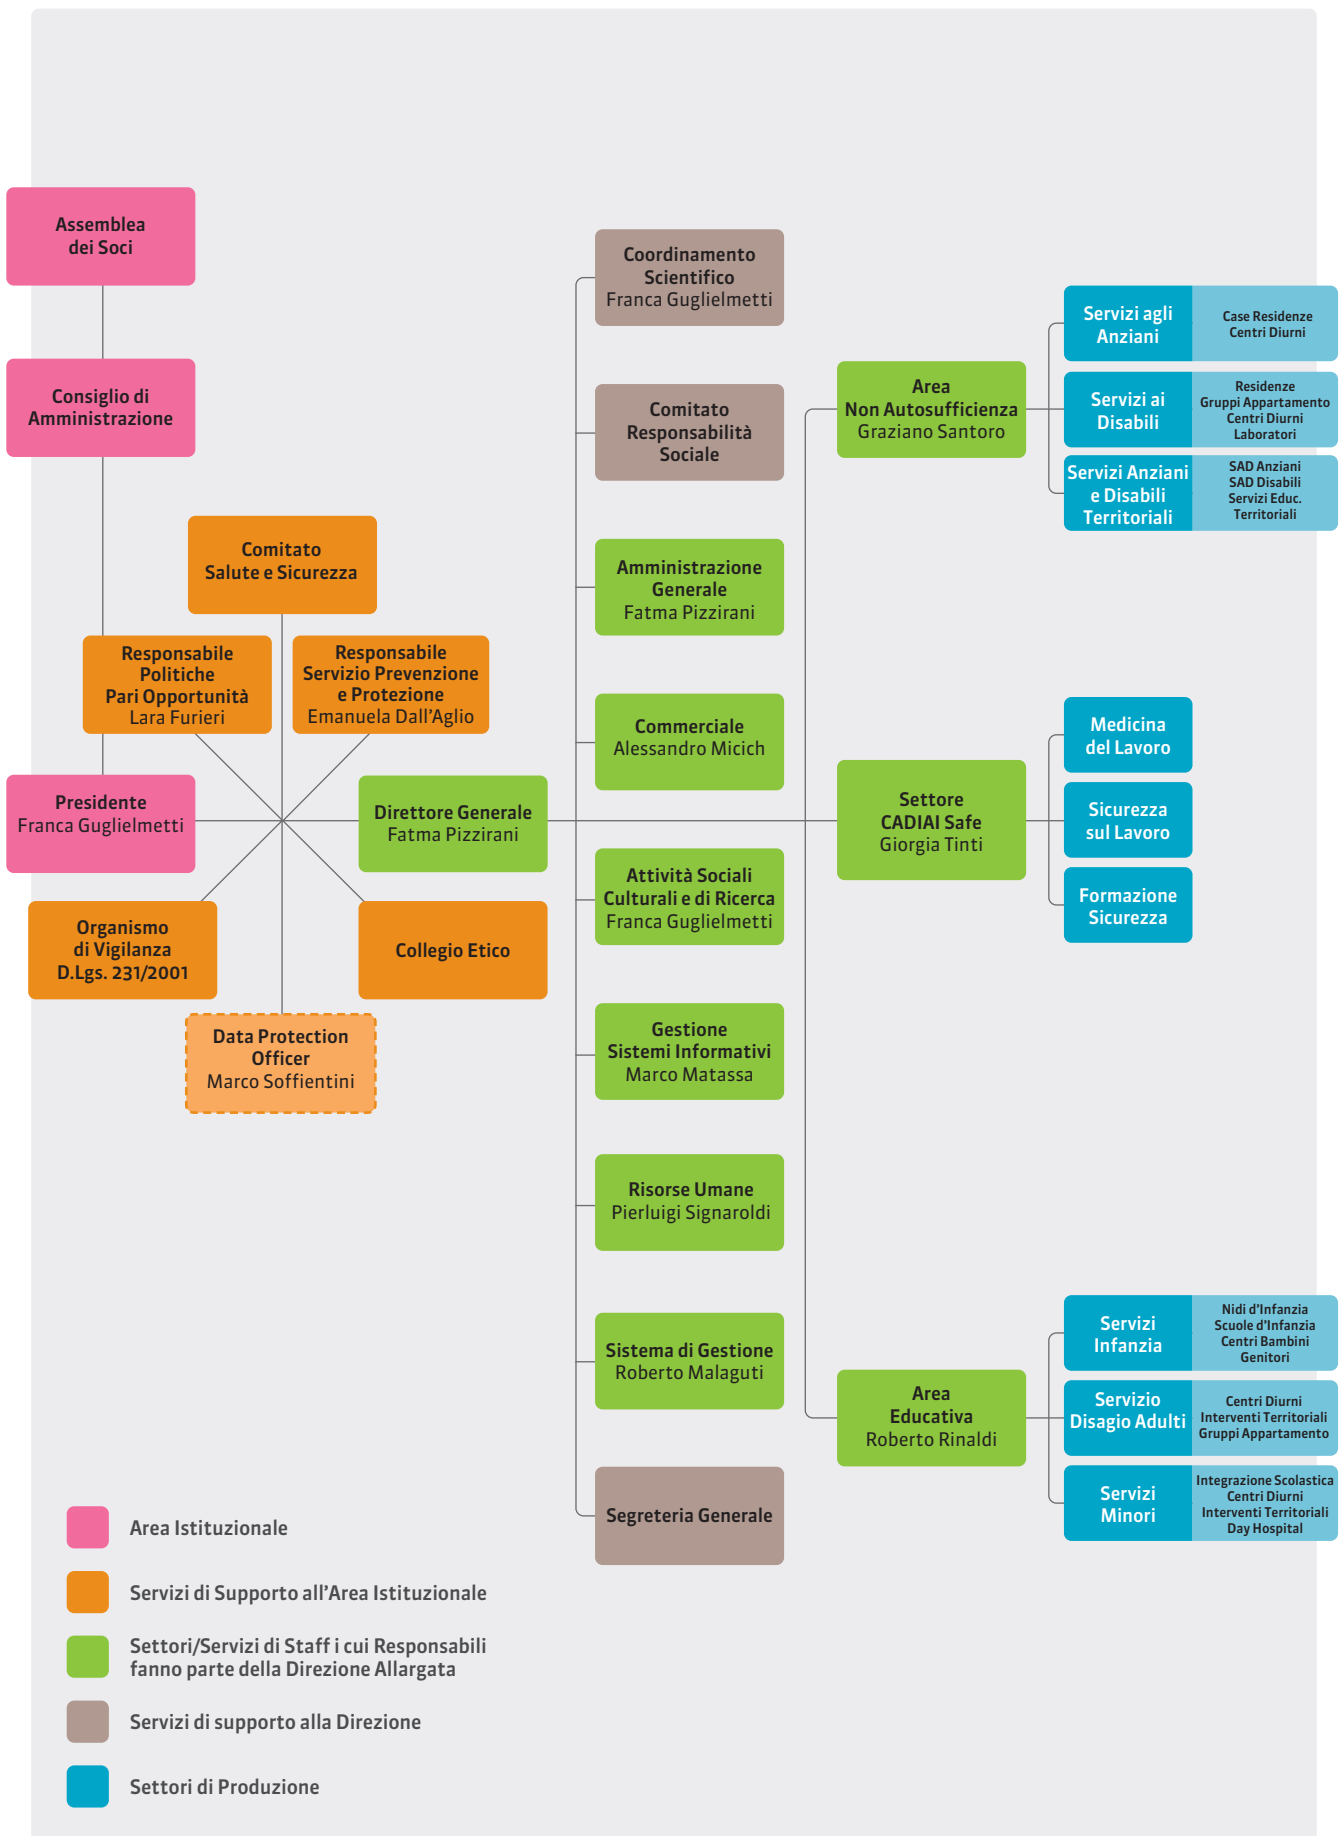 Assemblea
dei Soci
Consiglio di
Amministrazione
Comitato
Salute e Sicurezza
Responsabile
Politiche
Pari Opportunità
Lara Furieri
Responsabile
Servizio Prevenzione
e Protezione
Emanuela Dall'Aglio
Presidente
Franca Guglielmetti
Direttore Generale
Fatma Pizzirani
Organismo
di Vigilanza
D.Lgs. 231/2001
Collegio Etico
Data Protection
Officer
Marco Soffientini
Coordinamento
Scientifico
Franca Guglielmetti
Comitato
Responsabilità
Sociale
Amministrazione
Generale
Fatma Pizzirani
Commerciale
Alessandro Micich
Attività Sociali
Culturali e di Ricerca
Franca Guglielmetti
Gestione
Sistemi Informativi
Marco Matassa
Risorse Umane
Pierluigi Signaroldi
Sistema di Gestione
Roberto Malaguti
Segreteria Generale
Area
Non Autosufficienza
Graziano Santoro
Servizi agli
Anziani
Case Residenze
Centri Diurni
Servizi ai
Disabili
Residenze
Gruppi Appartamento
Centri Diurni
Laboratori
Servizi Anziani
e Disabili
Territoriali
SAD Anziani
SAD Disabili
Servizi Educ.
Territoriali
Settore
CADIAI Safe
Giorgia Tinti
Medicina
del Lavoro
Sicurezza
sul Lavoro
Formazione
Sicurezza
Area
Educativa
Roberto Rinaldi
Servizi
Infanzia
Nidi d'Infanzia
Scuole d'Infanzia
Centri Bambini
Genitori
Servizio
Disagio Adulti
Centri Diurni
Interventi Territoriali
Gruppi Appartamento
Servizi
Minori
Integrazione Scolastica
Centri Diurni
Interventi Territoriali
Day Hospital
Area Istituzionale
Servizi di Supporto all'Area Istituzionale
Settori/Servizi di Staff i cui Responsabili
fanno parte della Direzione Allargata
Servizi di supporto alla Direzione
Settori di Produzione